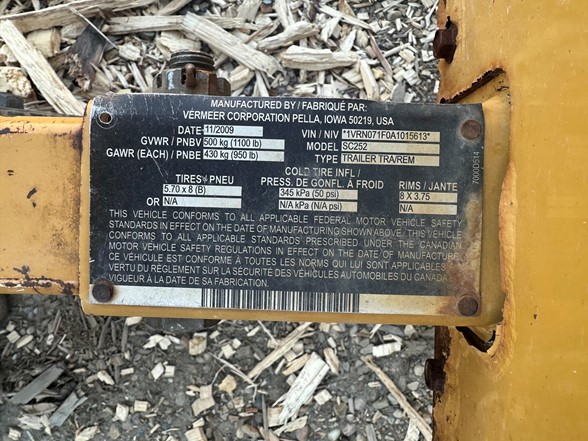 MANUFACTURED BY / FABRIQUÉ PAR:
VERMEER CORPORATION PELLA, IOWA 50219, USA
DATE 11/2009 VIN / NIV *1VRN071F0A1015613*
GVWR / PNBV 500 kg (1100 lb) MODEL SC252
GAWR (EACH) / PNBE 430 kg (950 lb) TYPE TRAILER TRA/REM
TIRES / PNEU COLD TIRE INFL / PRESS. DE GONFL. À FROID RIMS / JANTE
5.70 x 8 (B) 345 kPa (50 psi) 8 X 3.75
OR N/A N/A kPa (N/A psi) N/A
THIS VEHICLE CONFORMS TO ALL APPLICABLE FEDERAL MOTOR VEHICLE SAFETY
STANDARDS IN EFFECT ON THE DATE OF MANUFACTURING SHOWN ABOVE. THIS VEHICLE
CONFORMS TO ALL APPLICABLE STANDARDS PRESCRIBED UNDER THE CANADIAN
MOTOR VEHICLE SAFETY REGULATIONS IN EFFECT ON THE DATE OF MANUFACTURE.
CE VÉHICULE EST CONFORME À TOUTES LES NORMES QUI LUI SONT APPLICABLES EN
VERTU DU RÈGLEMENT SUR LA SÉCURITÉ DES VÉHICULES AUTOMOBILES DU CANADA
EN VIGUEUR À LA DATE DE SA FABRICATION.